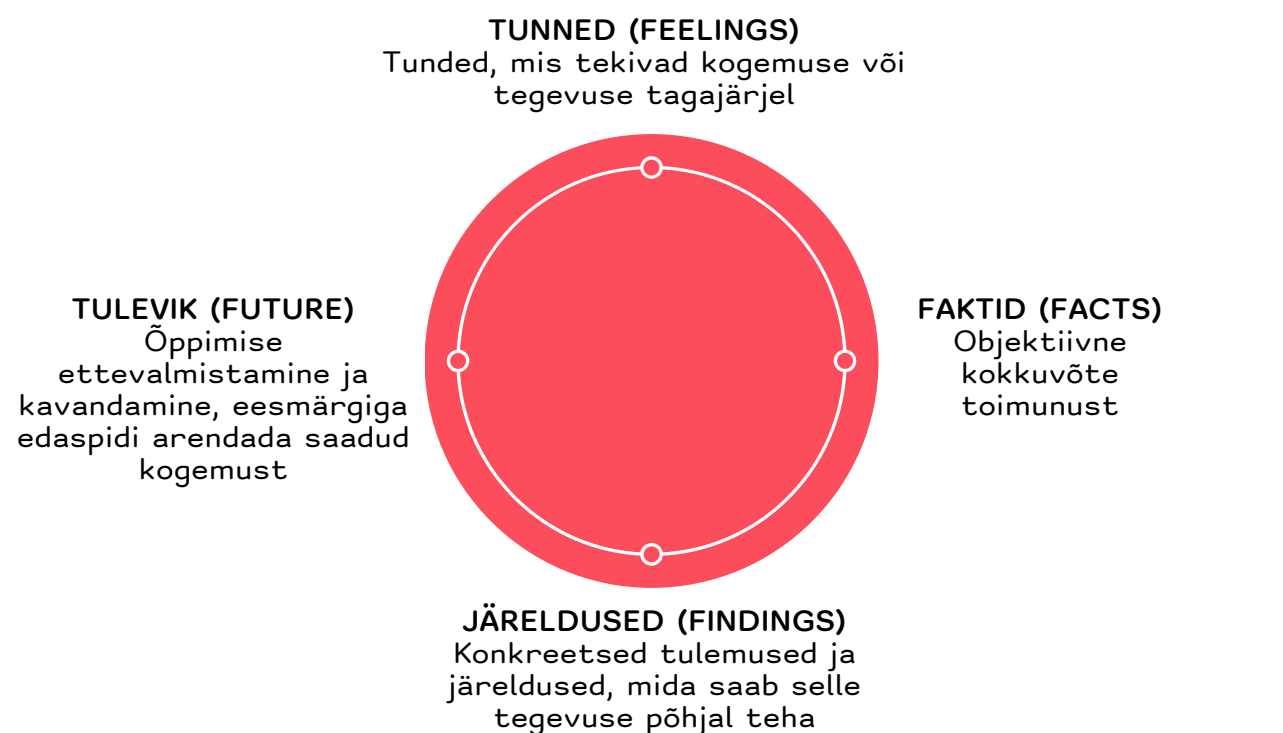 TUNNED (FEELINGS)
Tunded, mis tekivad kogemuse või
tegevuse tagajärjel
TULEVIK (FUTURE)
Õppimise
ettevalmistamine ja
kavandamine, eesmärgiga
edaspidi arendada saadud
kogemust
FAKTID (FACTS)
Objektiivne
kokkuvõte
toimunust
JÄRELDUSED (FINDINGS)
Konkreetsed tulemused ja
järeldused, mida saab selle
tegevuse põhjal teha